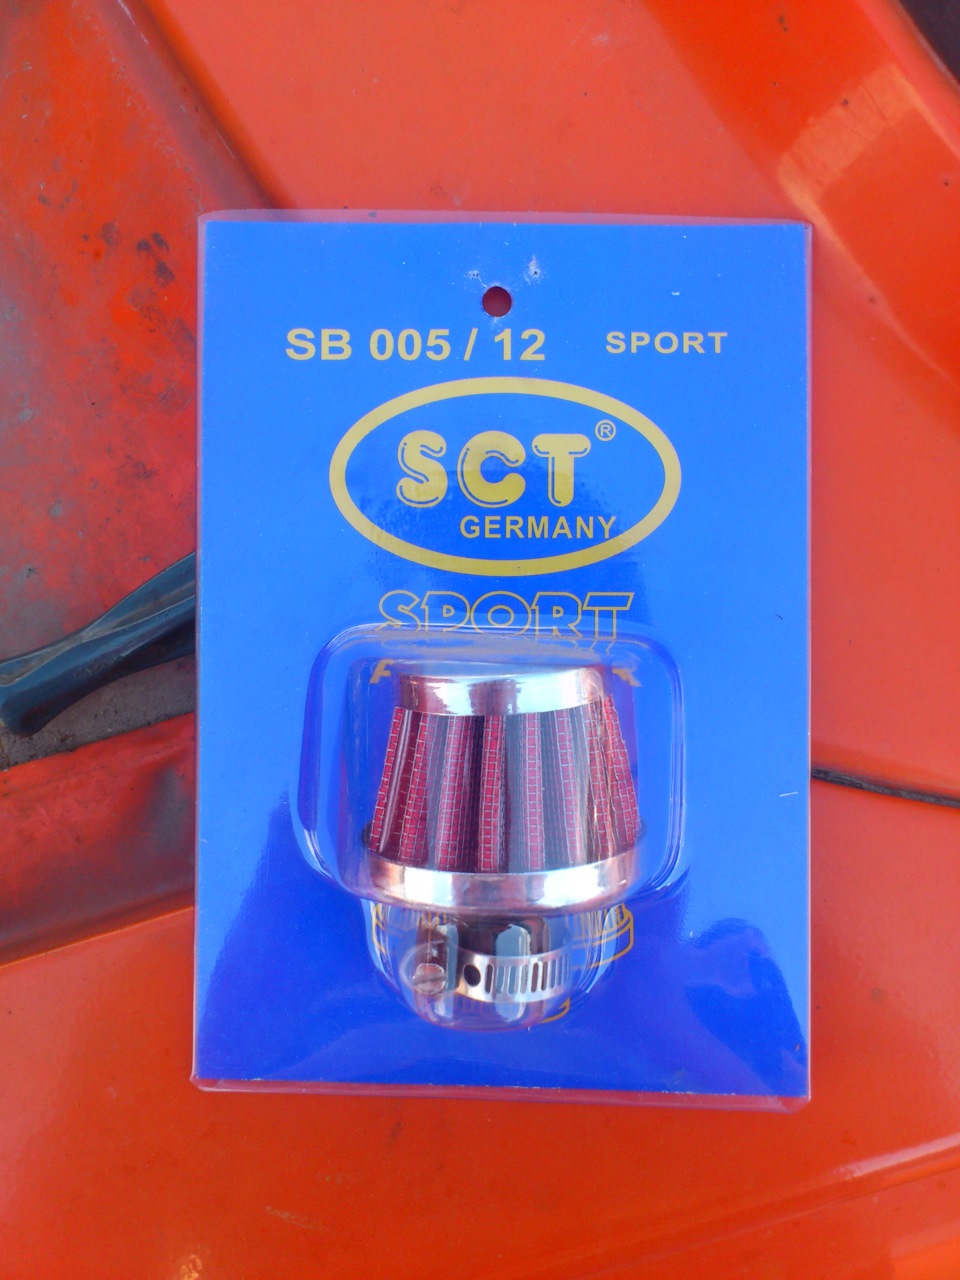 SB 005 / 12 SPORT
SCT®
GERMANY
SPORT